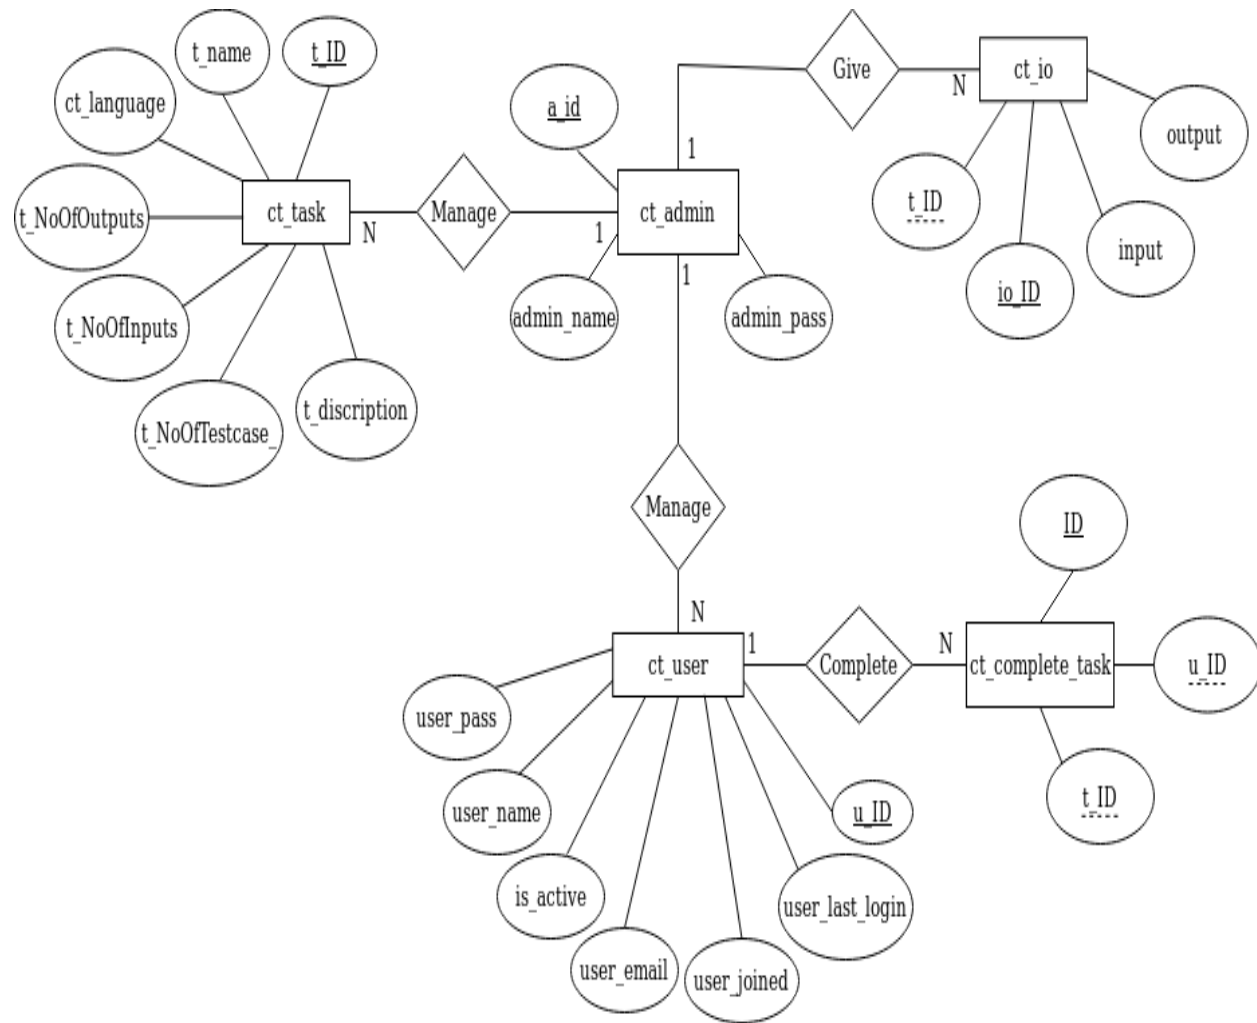 t_name
t_ID
ct_language
a_id
Give
ct_io
N
output
1
t_ID
t_NoOfOutputs
ct_task
Manage
ct_admin
N
1
input
1
io_ID
t_NoOfInputs
admin_name
admin_pass
t_discription
t_NoOfTestcase_
Manage
ID
N
1
N
ct_user
Complete
ct_complete_task
u_ID
user_pass
t_ID
user_name
u_ID
is_active
user_last_login
user_email
user_joined